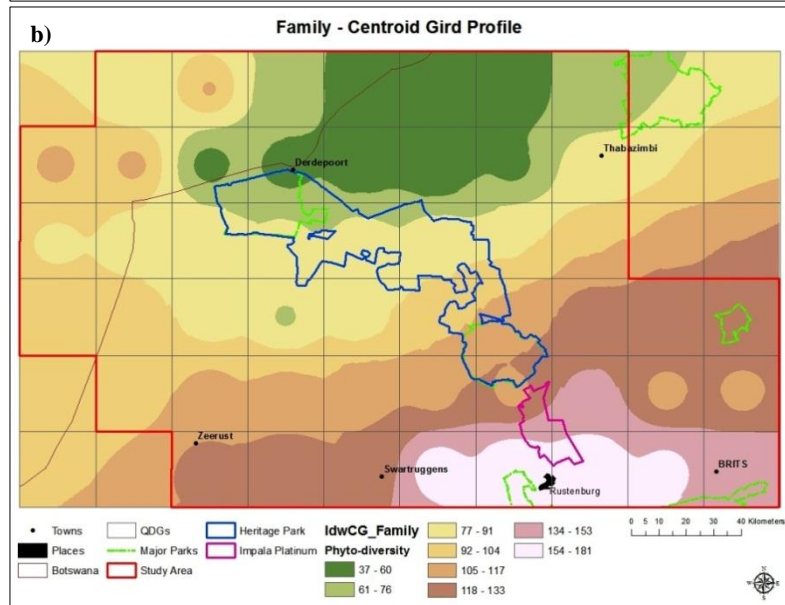 b)
Family - Centroid Gird Profile
Thabazimbi
Derdepoort
Zeerust
Swartruggens
BRITS
Rustenburg
Towns QDGs Heritage Park IdwCG_Family 77 - 91 134 - 153 0 5 10 20 30 40 Kilometers
Places Major Parks Impala Platinum Phyto-diversity 92 - 104 154 - 181
Botswana Study Area 37 - 60 105 - 117
61 - 76 118 - 133
N
W E
S